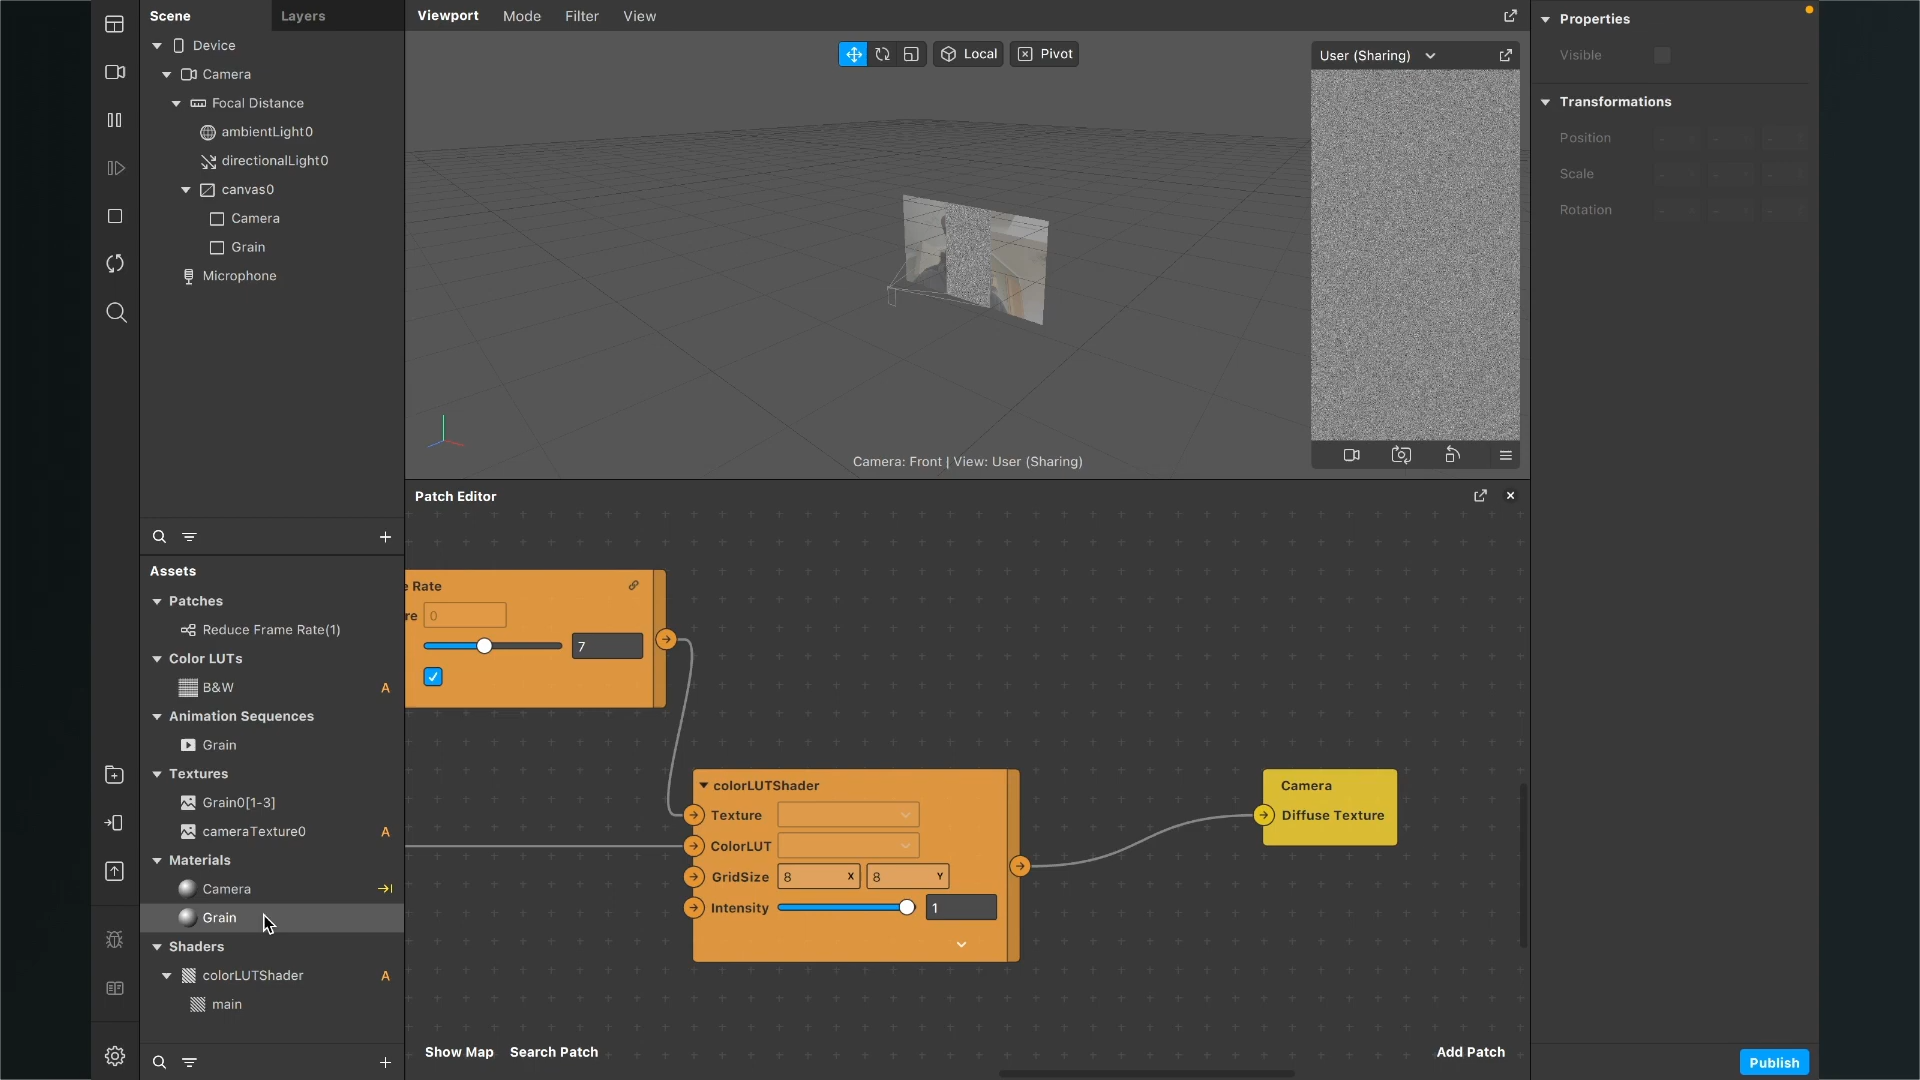 Scene
Layers
Device
Camera
Focal Distance
ambientLight0
directionalLight0
canvas0
Camera
Grain
Microphone
Assets
Patches
Reduce Frame Rate(1)
Color LUTs
B&W
A
Animation Sequences
Grain
Textures
Grain0[1-3]
cameraTexture0
A
Materials
Camera
Grain
Shaders
colorLUTShader
A
main
Viewport
Mode
Filter
View
Local
Pivot
User (Sharing)
Camera: Front | View: User (Sharing)
Patch Editor
e Rate
re
0
7
colorLUTShader
Texture
ColorLUT
GridSize
8
X
8
Y
Intensity
1
Camera
Diffuse Texture
Show Map
Search Patch
Add Patch
Properties
Visible
Transformations
Position
Scale
Rotation
Publish